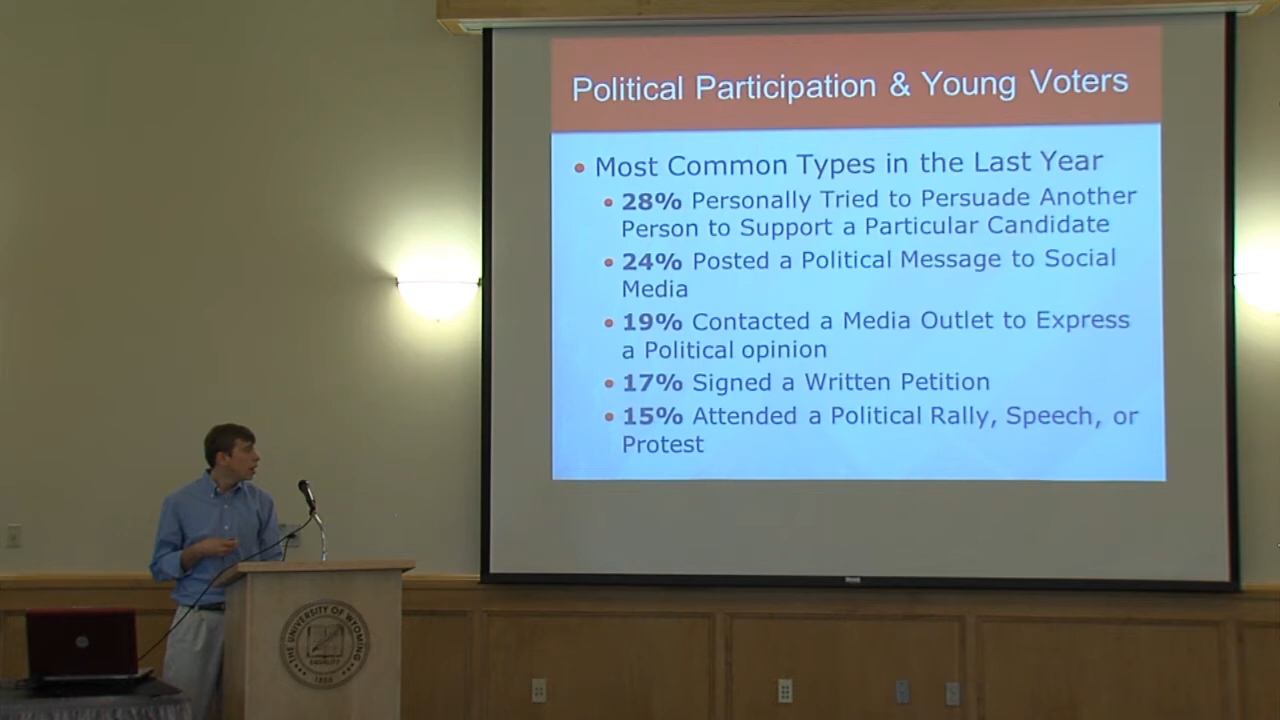 Political Participation & Young Voters
• Most Common Types in the Last Year
• 28% Personally Tried to Persuade Another
Person to Support a Particular Candidate
• 24% Posted a Political Message to Social
Media
• 19% Contacted a Media Outlet to Express
a Political opinion
• 17% Signed a Written Petition
• 15% Attended a Political Rally, Speech, or
Protest
THE UNIVERSITY OF WYOMING
EQUALITY
1886